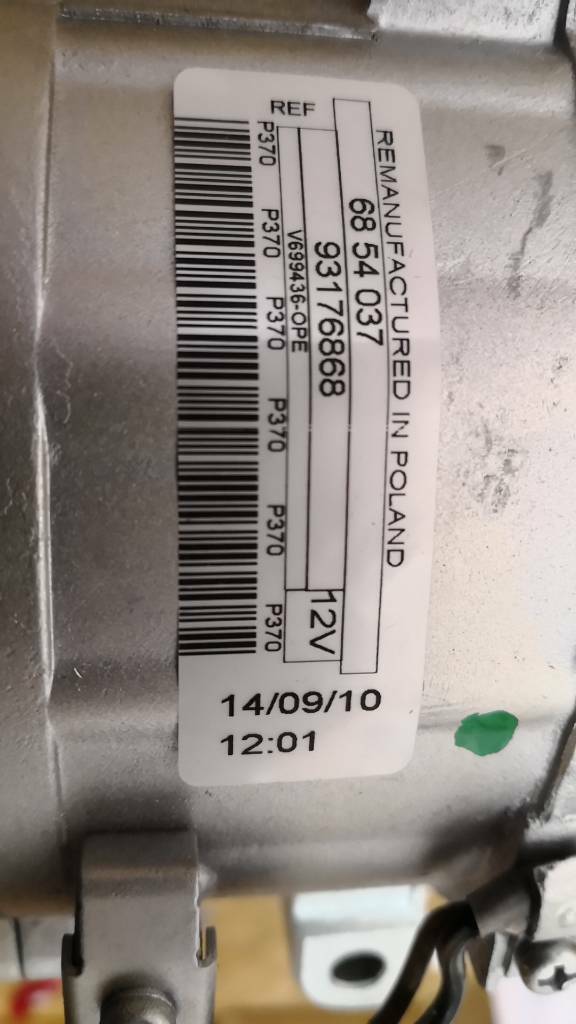 REMANUFACTURED IN POLAND
REF
68 54 037
93176868
12V
V699436-OPE
P370 P370 P370 P370 P370 P370
14/09/10
12:01